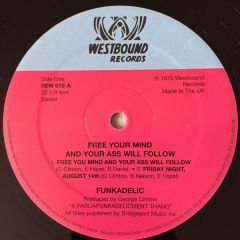 WESTBOUND
RECORDS
Side One
SEW 012-A
33 1/3 rpm
Stereo
℗ 1970 Westbound
Records
Made In The UK
FREE YOUR MIND
AND YOUR ASS WILL FOLLOW
1. FREE YOU MIND AND YOUR ASS WILL FOLLOW
(G Clinton, E Hazel, R Davis) • 2. FRIDAY NIGHT,
AUGUST 14th (G Clinton, B Nelson, E Hazel)
FUNKADELIC
Produced by George Clinton
"A PARLIAFUNKADELICMENT THANG"
All titles published by Bridgeport Music Inc